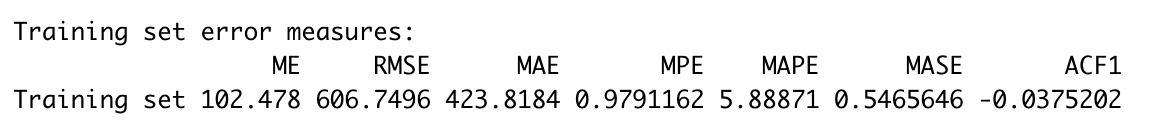 Training set error measures:
ME RMSE MAE MPE MAPE MASE ACF1
Training set 102.478 606.7496 423.8184 0.9791162 5.88871 0.5465646 -0.0375202